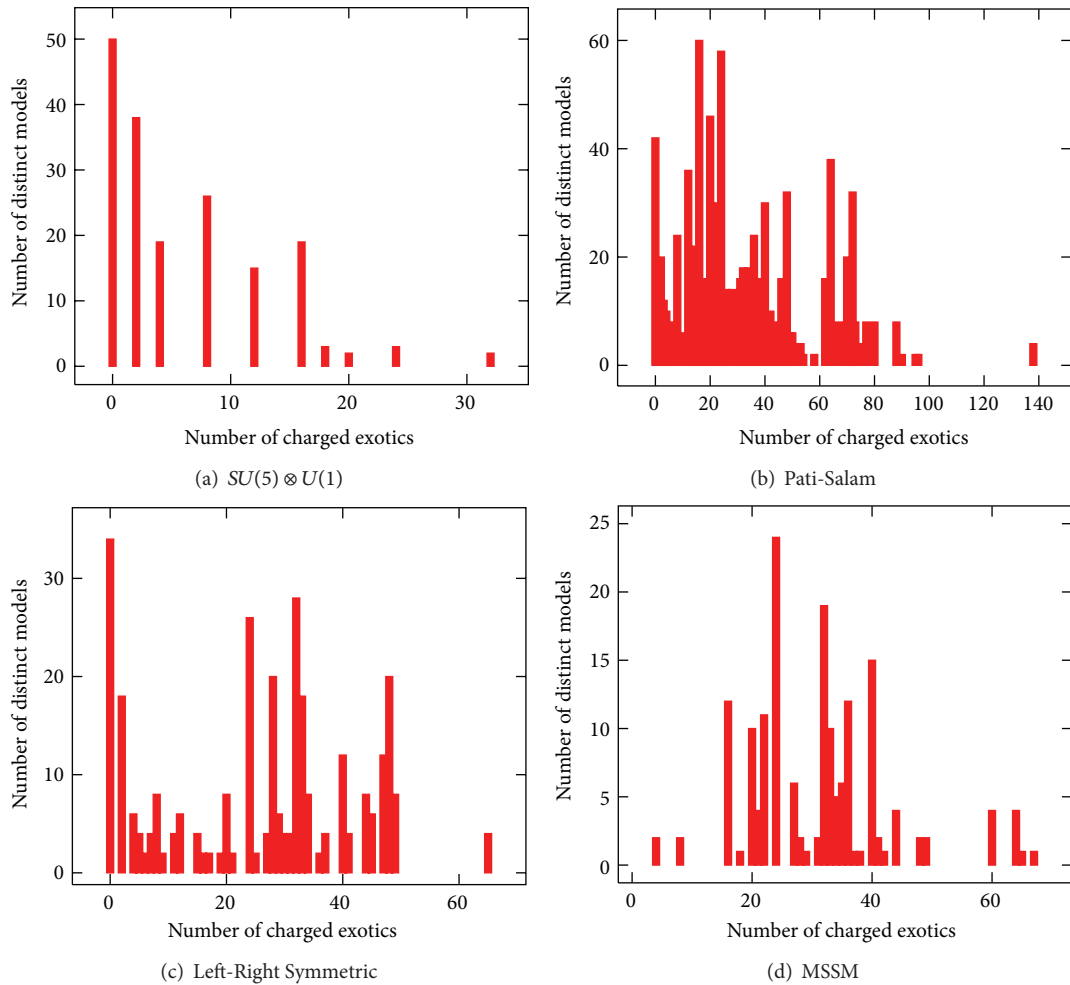 50
40
30
20
10
0
Number of distinct models
0 10 20 30
Number of charged exotics
(a) SU(5) ⊗ U(1)
60
40
20
0
Number of distinct models
0 20 40 60 80 100 120 140
Number of charged exotics
(b) Pati-Salam
30
20
10
0
Number of distinct models
0 20 40 60
Number of charged exotics
(c) Left-Right Symmetric
25
20
15
10
5
0
Number of distinct models
0 20 40 60
Number of charged exotics
(d) MSSM